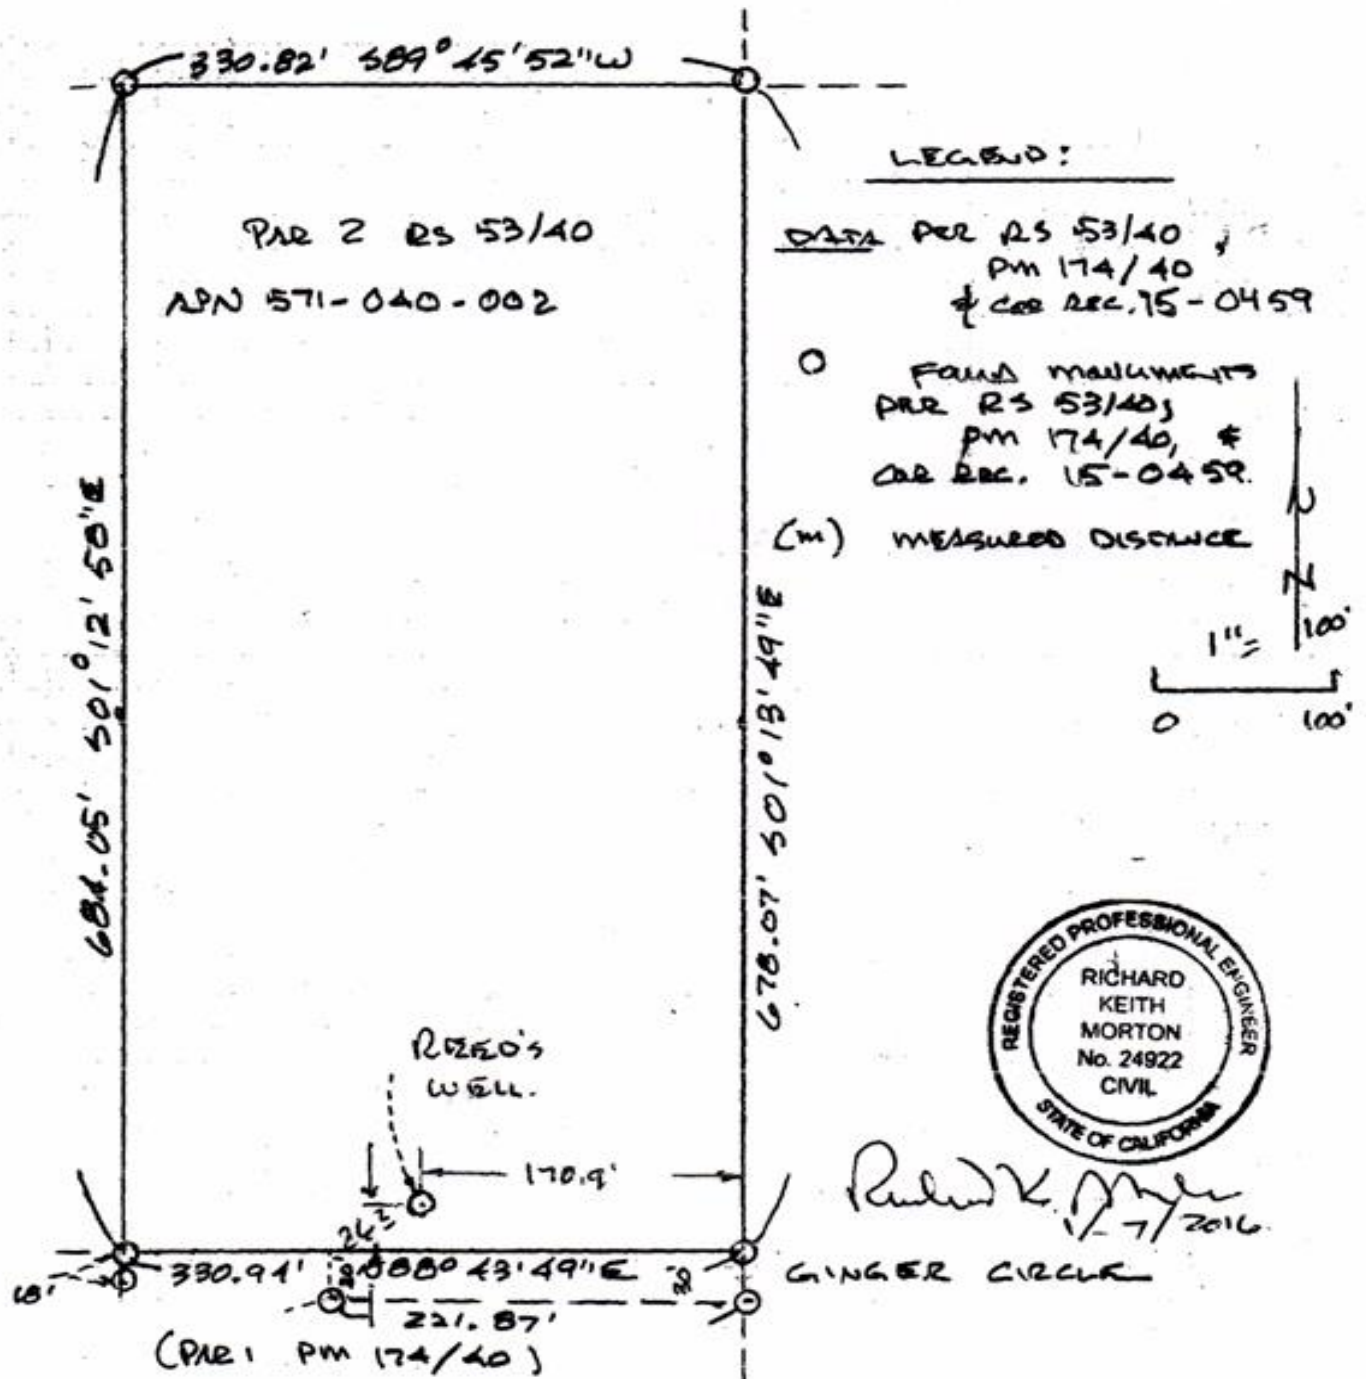 330.82' S89°45'52"W
LEGEND:
PAR 2 RS 53/40
APN 571-040-002
DATA PER RS 53/40,
PM 174/40
& COR REC. 15-0459
O FOUND MONUMENTS
PER RS 53/40,
PM 174/40, &
COR REC. 15-0459.
(M) MEASURED DISTANCE
N
1"= 100'
0 100'
684.05' S01°12'58"E
678.07' S01°13'49"E
REGISTERED PROFESSIONAL ENGINEER
RICHARD
KEITH
MORTON
No. 24922
CIVIL
STATE OF CALIFORNIA
REED'S
WELL.
170.9'
1-7/2016
GINGER CIRCLE
330.94' N88°43'49"E
30
221.87'
(PAR 1 PM 174/40)